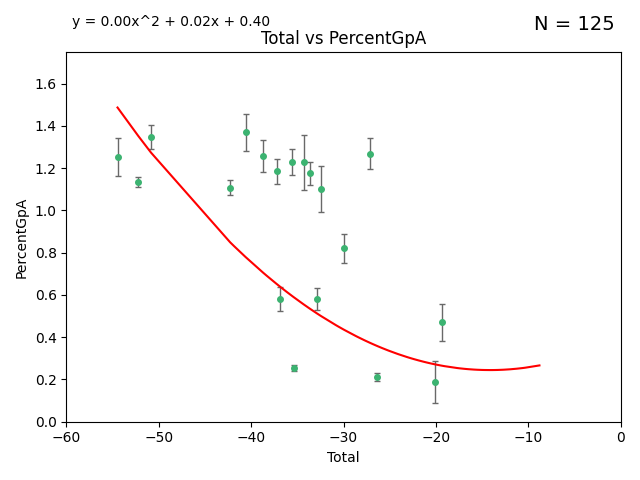 y = 0.00x^2 + 0.02x + 0.40
N = 125
Total vs PercentGpA
PercentGpA
1.6
1.4
1.2
1.0
0.8
0.6
0.4
0.2
0.0
−60 −50 −40 −30 −20 −10 0
Total